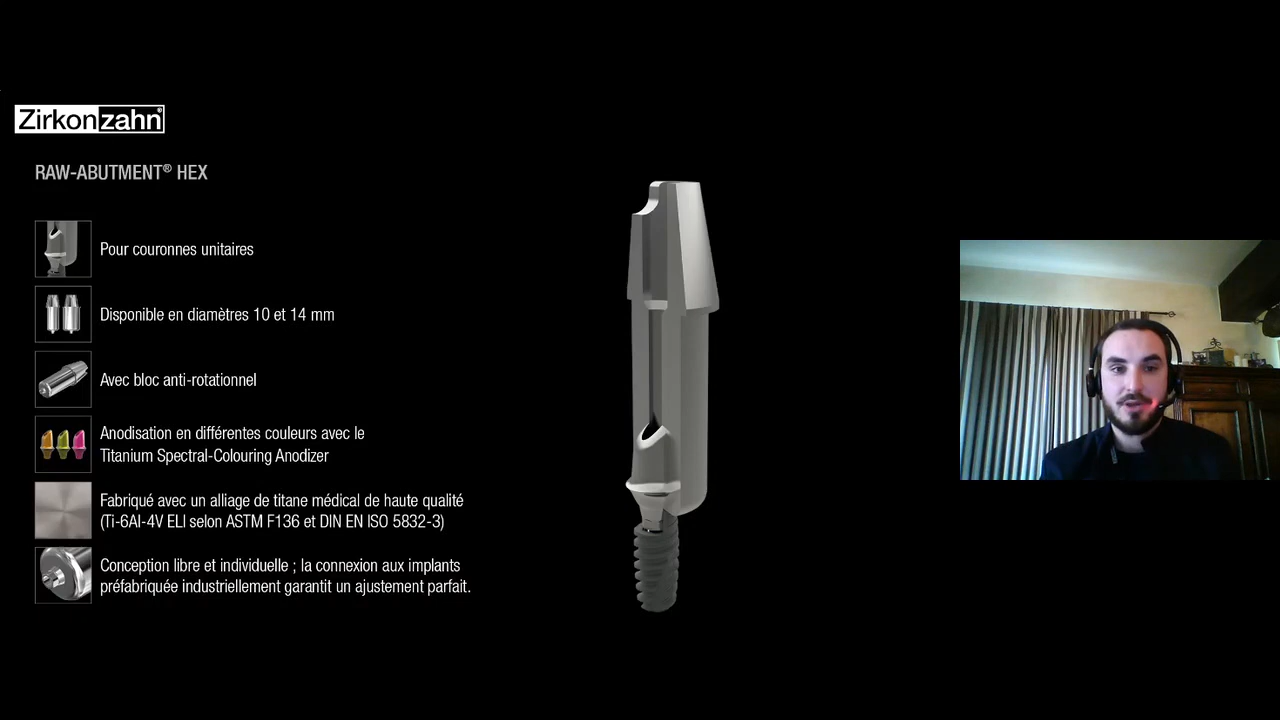 Zirkonzahn®
RAW-ABUTMENT® HEX
Pour couronnes unitaires
Disponible en diamètres 10 et 14 mm
Avec bloc anti-rotationnel
Anodisation en différentes couleurs avec le
Titanium Spectral-Colouring Anodizer
Fabriqué avec un alliage de titane médical de haute qualité
(Ti-6Al-4V ELI selon ASTM F136 et DIN EN ISO 5832-3)
Conception libre et individuelle ; la connexion aux implants
préfabriquée industriellement garantit un ajustement parfait.